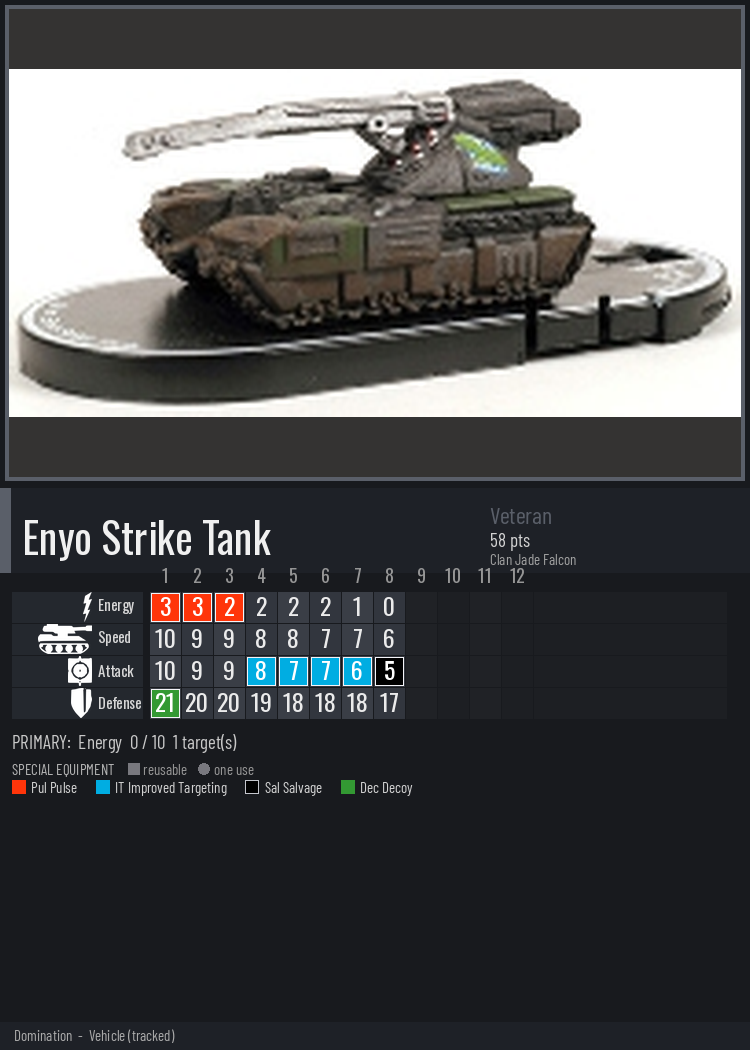 Enyo Strike Tank
Veteran
58 pts
Clan Jade Falcon
1 2 3 4 5 6 7 8 9 10 11 12
Energy 3 3 2 2 2 2 1 0
Speed 10 9 9 8 8 7 7 6
Attack 10 9 9 8 7 7 6 5
Defense 21 20 20 19 18 18 18 17
PRIMARY: Energy 0 / 10 1 target(s)
SPECIAL EQUIPMENT reusable one use
Pul Pulse IT Improved Targeting Sal Salvage Dec Decoy
Domination - Vehicle (tracked)